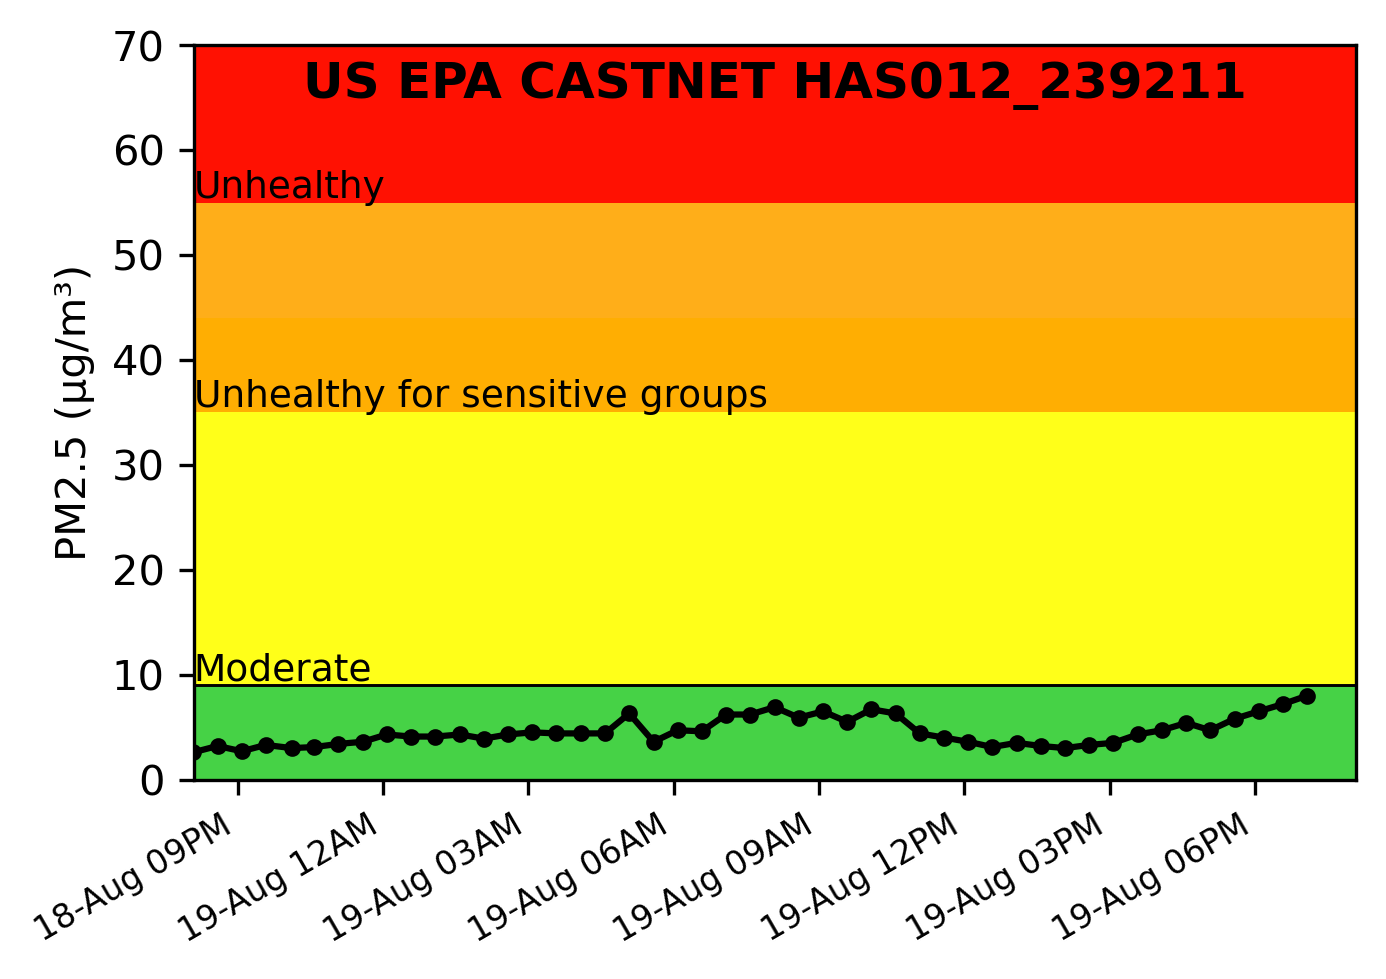 US EPA CASTNET HAS012_239211
70
60
50
40
30
20
10
0
PM2.5 (µg/m³)
Unhealthy
Unhealthy for sensitive groups
Moderate
18-Aug 09PM
19-Aug 12AM
19-Aug 03AM
19-Aug 06AM
19-Aug 09AM
19-Aug 12PM
19-Aug 03PM
19-Aug 06PM